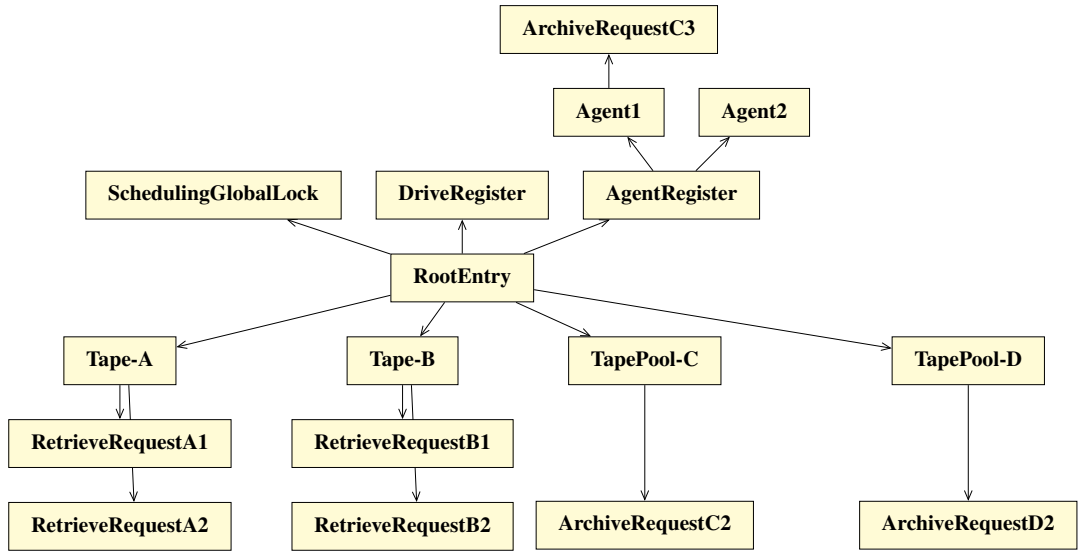 ArchiveRequestC3
Agent1
Agent2
SchedulingGlobalLock
DriveRegister
AgentRegister
RootEntry
Tape-A
Tape-B
TapePool-C
TapePool-D
RetrieveRequestA1
RetrieveRequestB1
RetrieveRequestA2
RetrieveRequestB2
ArchiveRequestC2
ArchiveRequestD2